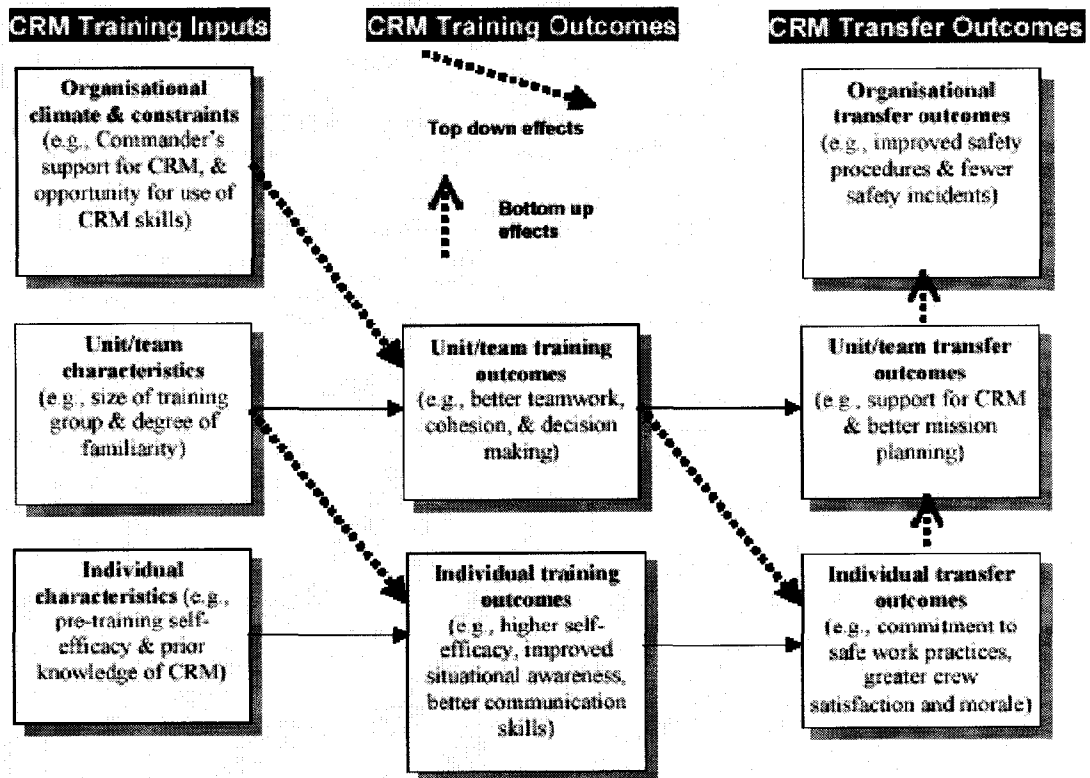 CRM Training Inputs
CRM Training Outcomes
CRM Transfer Outcomes
Organisational
climate & constraints
(e.g., Commander's
support for CRM, &
opportunity for use of
CRM skills)
Top down effects
Bottom up
effects
Organisational
transfer outcomes
(e.g., improved safety
procedures & fewer
safety incidents)
Unit/team
characteristics
(e.g., size of training
group & degree of
familiarity)
Unit/team training
outcomes
(e.g., better teamwork,
cohesion, & decision
making)
Unit/team transfer
outcomes
(e.g., support for CRM
& better mission
planning)
Individual
characteristics (e.g.,
pre-training self-
efficacy & prior
knowledge of CRM)
Individual training
outcomes
(e.g., higher self-
efficacy, improved
situational awareness,
better communication
skills)
Individual transfer
outcomes
(e.g., commitment to
safe work practices,
greater crew
satisfaction and morale)